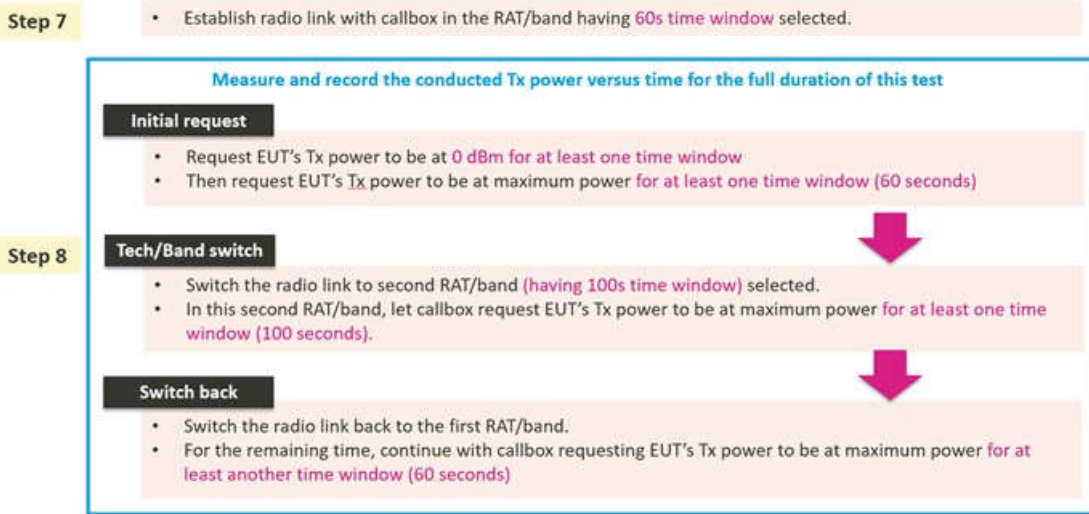 Step 7
• Establish radio link with callbox in the RAT/band having 60s time window selected.
Measure and record the conducted Tx power versus time for the full duration of this test
Initial request
• Request EUT's Tx power to be at 0 dBm for at least one time window
• Then request EUT's Tx power to be at maximum power for at least one time window (60 seconds)
Step 8
Tech/Band switch
• Switch the radio link to second RAT/band (having 100s time window) selected.
• In this second RAT/band, let callbox request EUT's Tx power to be at maximum power for at least one time
window (100 seconds).
Switch back
• Switch the radio link back to the first RAT/band.
• For the remaining time, continue with callbox requesting EUT's Tx power to be at maximum power for at
least another time window (60 seconds)